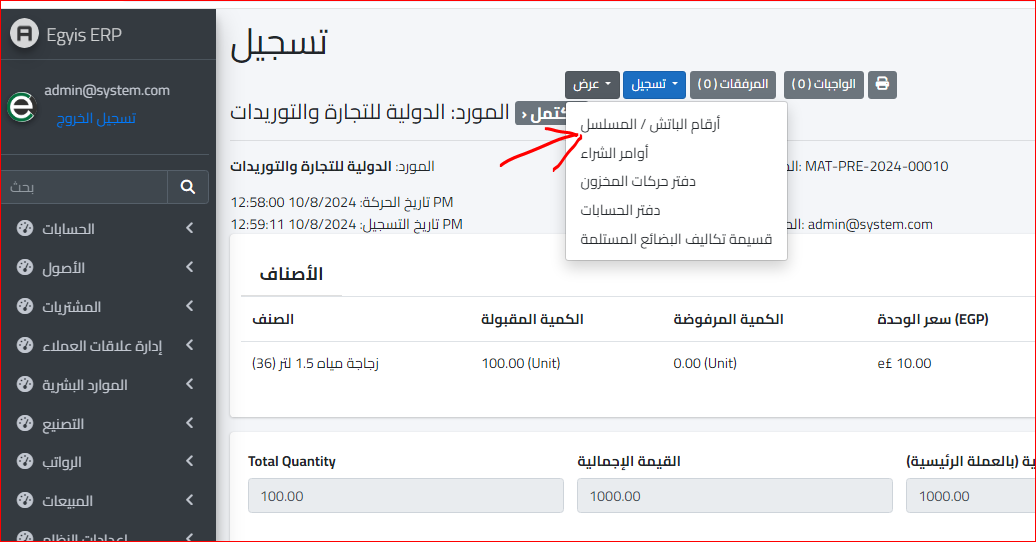 Egyis ERP
admin@system.com
تسجيل الخروج
بحث
الحسابات
الأصول
المشتريات
إدارة علاقات العملاء
الموارد البشرية
التصنيع
الرواتب
المبيعات
إعدادات النظام
تسجيل
عرض
تسجيل
المرفقات ( 0 )
الواجبات ( 0 )
المورد: الدولية للتجارة والتوريدات
أرقام الباتش / المسلسل
أوامر الشراء
دفتر حركات المخزون
دفتر الحسابات
قسيمة تكاليف البضائع المستلمة
المورد: الدولية للتجارة والتوريدات
MAT-PRE-2024-00010
تاريخ الحركة: 10/8/2024 12:58:00 PM
تاريخ التسجيل: 10/8/2024 12:59:11 PM
admin@system.com
الأصناف
الصنف
الكمية المقبولة
الكمية المرفوضة
سعر الوحدة (EGP)
زجاجة مياه 1.5 لتر (36)
100.00 (Unit)
0.00 (Unit)
e£ 10.00
Total Quantity
القيمة الإجمالية
(بالعملة الرئيسية)
100.00
1000.00
1000.00